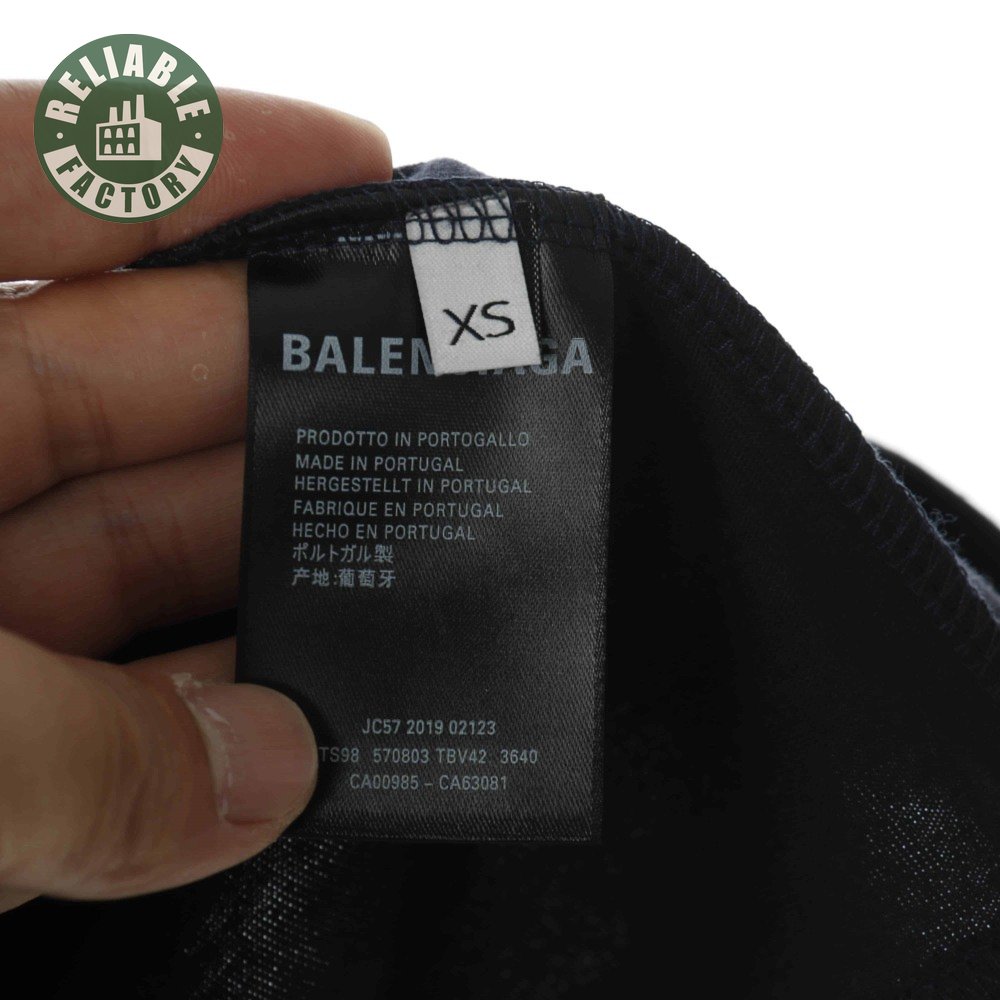 RELIABLE
FACTORY
XS
BALEN AGA
PRODOTTO IN PORTOGALLO
MADE IN PORTUGAL
HERGESTELLT IN PORTUGAL
FABRIQUE EN PORTUGAL
HECHO EN PORTUGAL
ポルトガル製
产地:葡萄牙
JC57 2019 02123
TS98 570803 TBV42 3640
CA00985 – CA63081